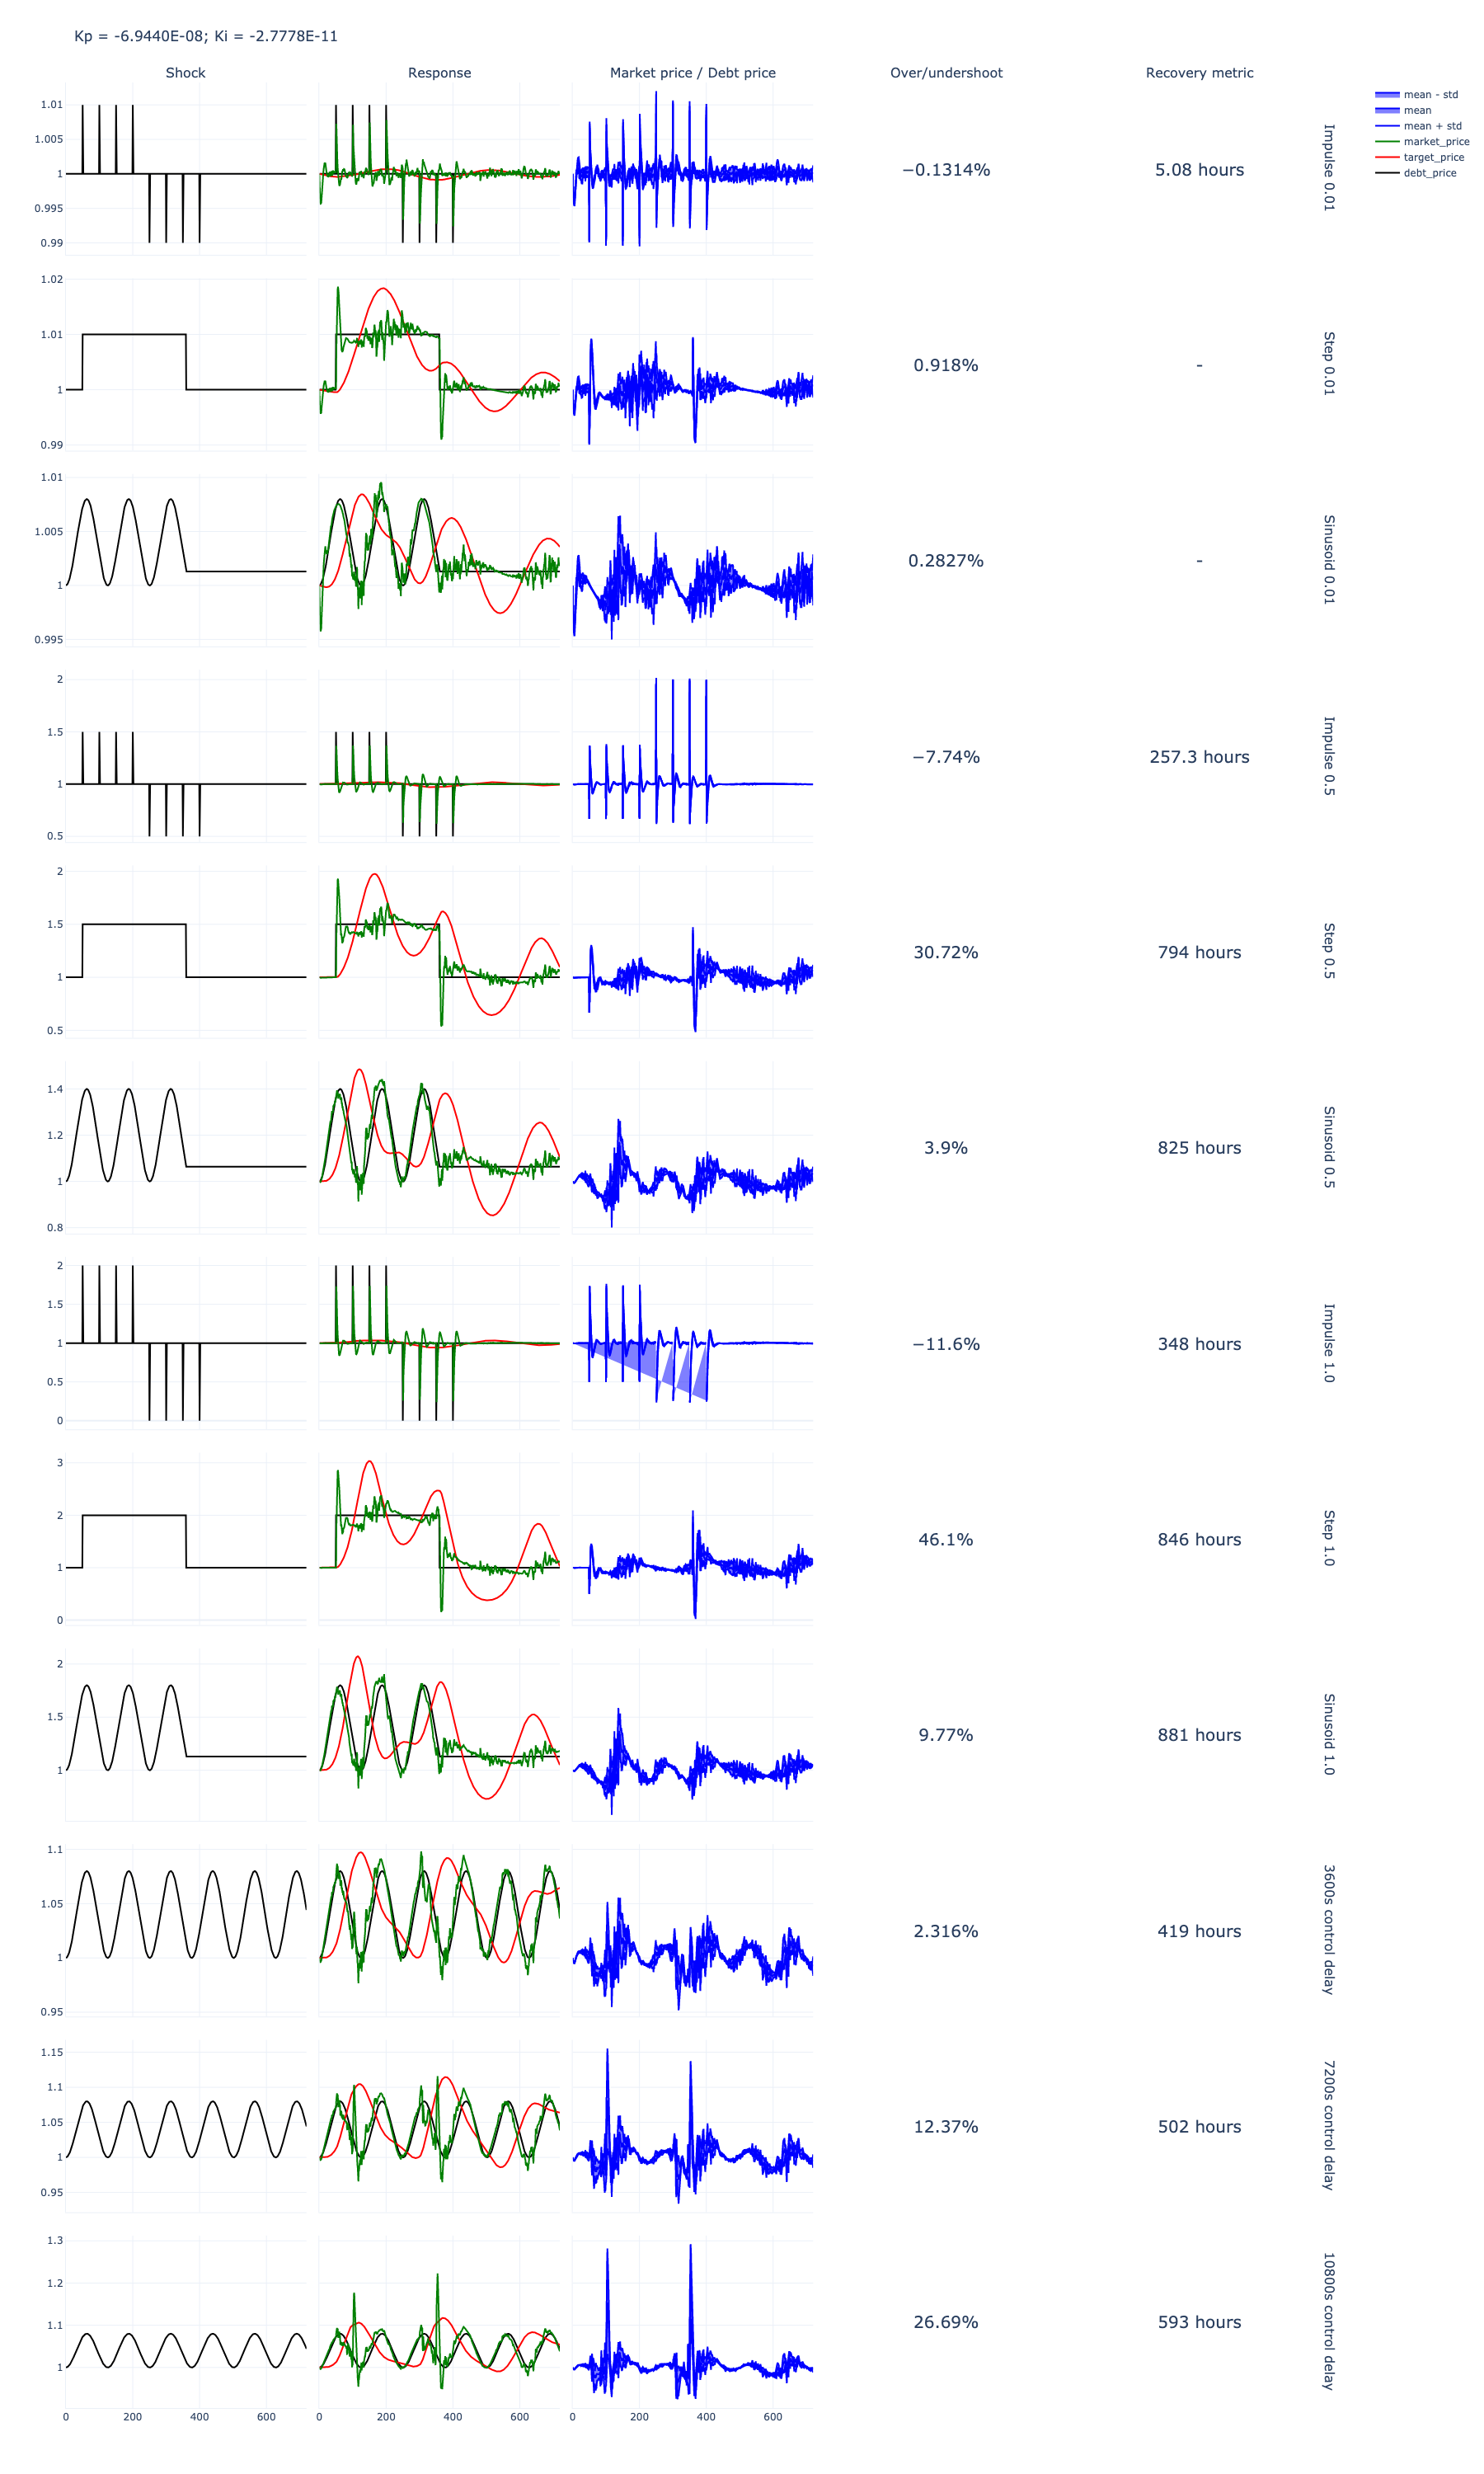 Kp = -6.9440E-08; Ki = -2.7778E-11
Shock
Response
Market price / Debt price
Over/undershoot
Recovery metric
mean - std
mean
mean + std
market_price
target_price
debt_price
1.01
1.005
1
0.995
0.99
−0.1314%
5.08 hours
Impulse 0.01
1.02
1.01
1
0.99
0.918%
-
Step 0.01
1.01
1.005
1
0.995
0.2827%
-
Sinusoid 0.01
2
1.5
1
0.5
−7.74%
257.3 hours
Impulse 0.5
2
1.5
1
0.5
30.72%
794 hours
Step 0.5
1.4
1.2
1
0.8
3.9%
825 hours
Sinusoid 0.5
2
1.5
1
0.5
0
−11.6%
348 hours
Impulse 1.0
3
2
1
0
46.1%
846 hours
Step 1.0
2
1.5
1
9.77%
881 hours
Sinusoid 1.0
1.1
1.05
1
0.95
2.316%
419 hours
3600s control delay
1.15
1.1
1.05
1
0.95
12.37%
502 hours
7200s control delay
1.3
1.2
1.1
1
26.69%
593 hours
10800s control delay
0 200 400 600
0 200 400 600
0 200 400 600